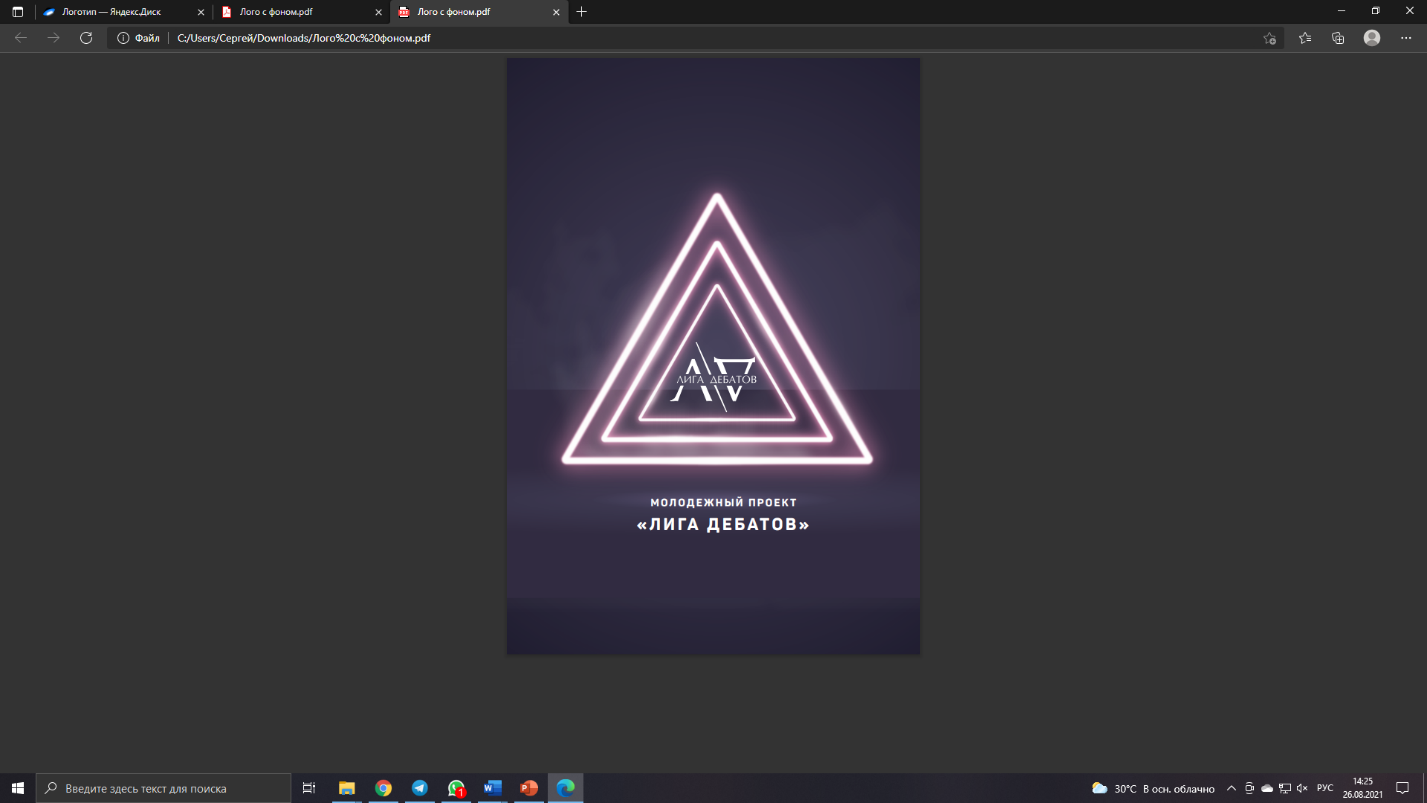 Логотип — Яндекс.Диск
Лого с фоном.pdf
Лого с фоном.pdf
Файл
C:/Users/Сергей/Downloads/Лого%20с%20фоном.pdf
ЛИГА ДЕБАТОВ
МОЛОДЕЖНЫЙ ПРОЕКТ
«ЛИГА ДЕБАТОВ»
Введите здесь текст для поиска
1
30°C В осн. облачно
РУС
14:25
26.08.2021